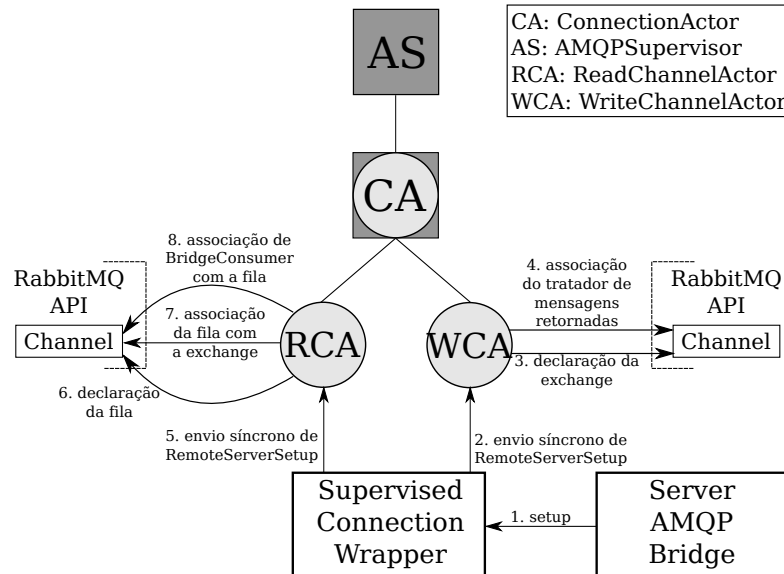 AS
CA: ConnectionActor
AS: AMQPSupervisor
RCA: ReadChannelActor
WCA: WriteChannelActor
CA
8. associação de
BridgeConsumer
com a fila
RabbitMQ
API
Channel
7. associação
da fila com
a exchange
6. declaração
da fila
RCA
WCA
4. associação
do tratador de
mensagens
retornadas
3. declaração da
exchange
RabbitMQ
API
Channel
5. envio síncrono de
RemoteServerSetup
2. envio síncrono de
RemoteServerSetup
Supervised
Connection
Wrapper
1. setup
Server
AMQP
Bridge